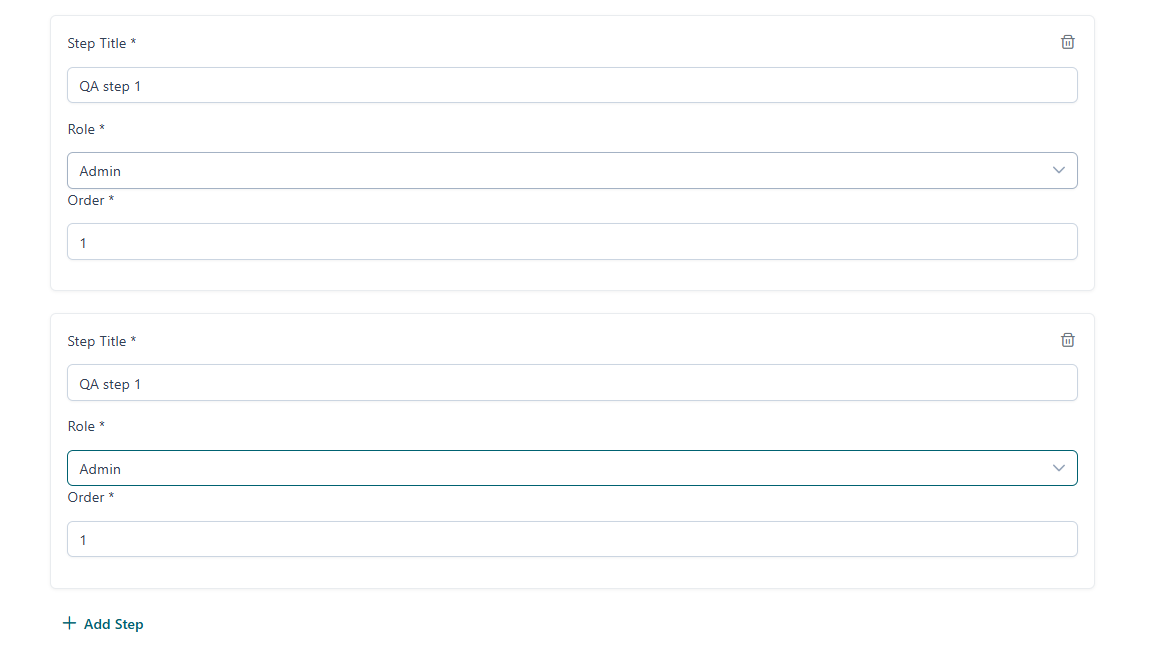 Step Title *
QA step 1
Role *
Admin
Order *
1
Step Title *
QA step 1
Role *
Admin
Order *
1
Add Step